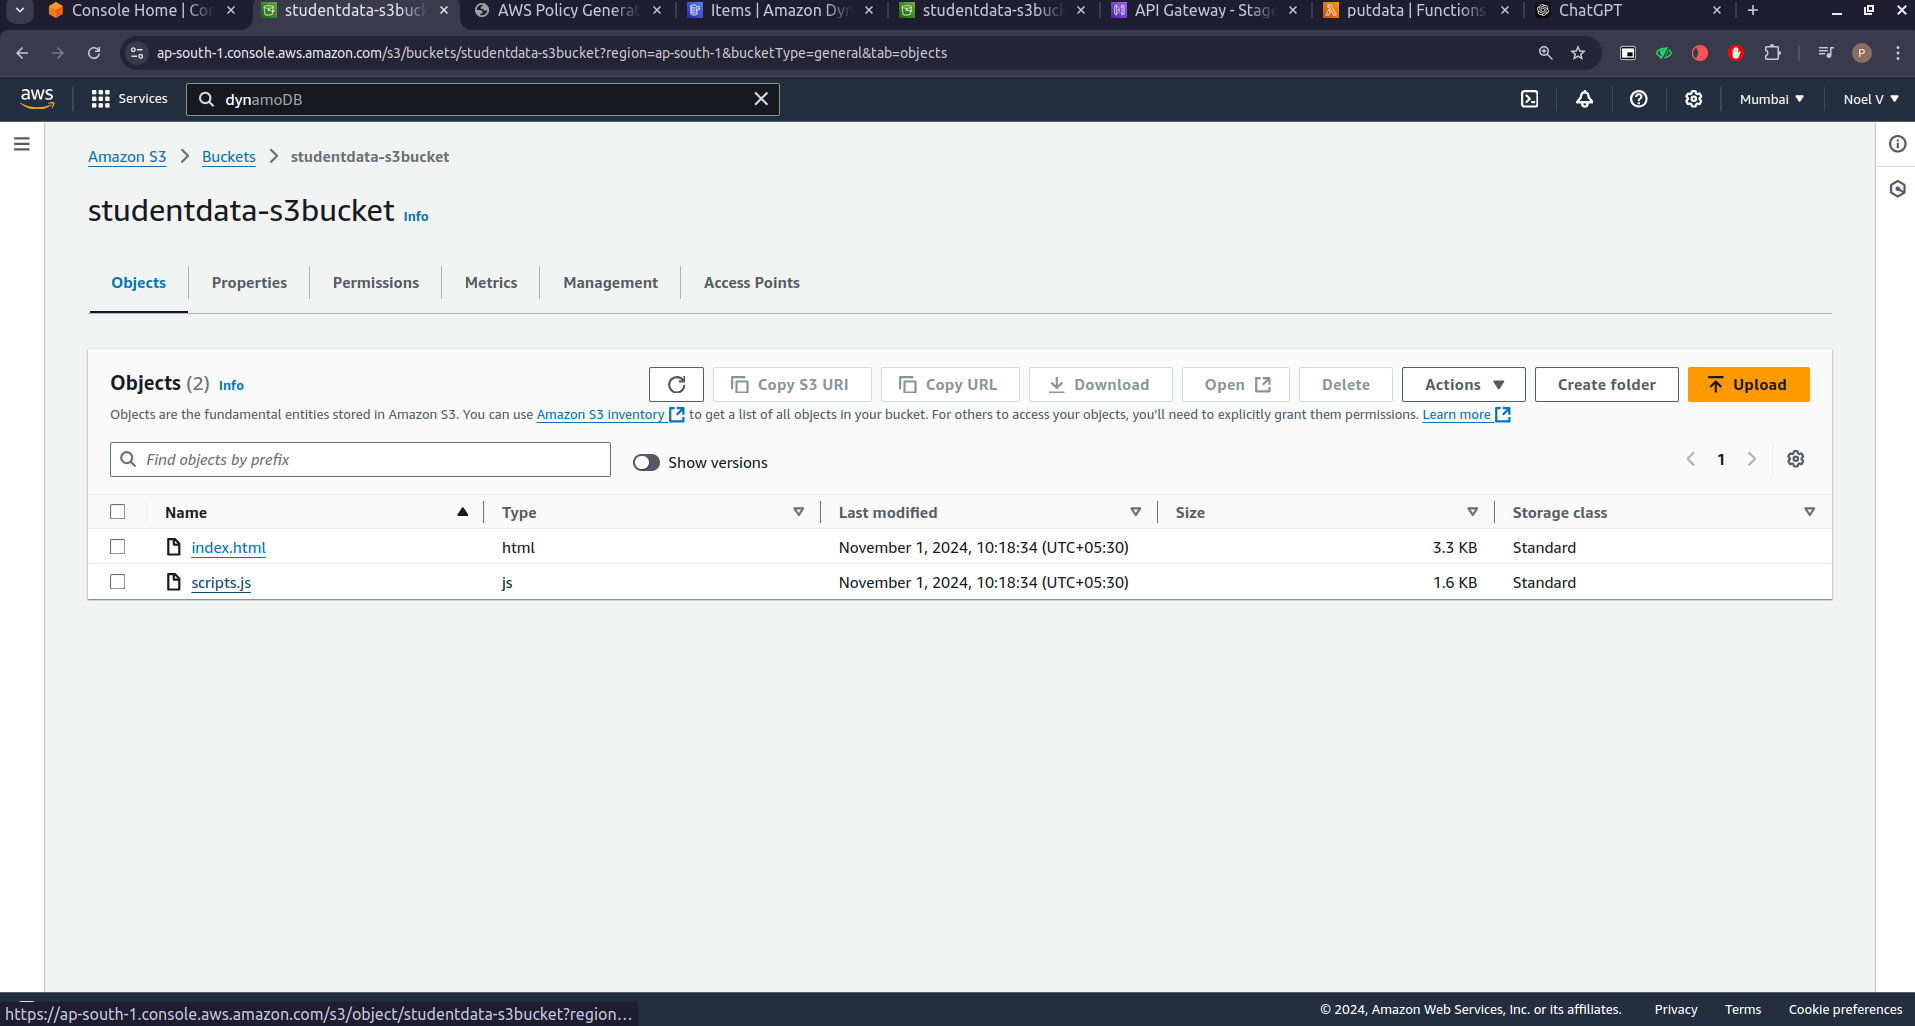 Console Home | Cor
studentdata-s3buck
AWS Policy Generat
Items | Amazon Dyn
studentdata-s3buck
API Gateway - Stage
putdata | Functions
ChatGPT
ap-south-1.console.aws.amazon.com/s3/buckets/studentdata-s3bucket?region=ap-south-1&bucketType=general&tab=objects
P
aws
Services
dynamoDB
Mumbai
Noel V
Amazon S3 > Buckets > studentdata-s3bucket
studentdata-s3bucket Info
Objects
Properties
Permissions
Metrics
Management
Access Points
Objects (2) Info
Copy S3 URI
Copy URL
Download
Open
Delete
Actions
Create folder
Upload
Objects are the fundamental entities stored in Amazon S3. You can use Amazon S3 inventory to get a list of all objects in your bucket. For others to access your objects, you'll need to explicitly grant them permissions. Learn more
Find objects by prefix
Show versions
1
Name Type Last modified Size Storage class
index.html html November 1, 2024, 10:18:34 (UTC+05:30) 3.3 KB Standard
scripts.js js November 1, 2024, 10:18:34 (UTC+05:30) 1.6 KB Standard
https://ap-south-1.console.aws.amazon.com/s3/object/studentdata-s3bucket?region...
© 2024, Amazon Web Services, Inc. or its affiliates.
Privacy
Terms
Cookie preferences